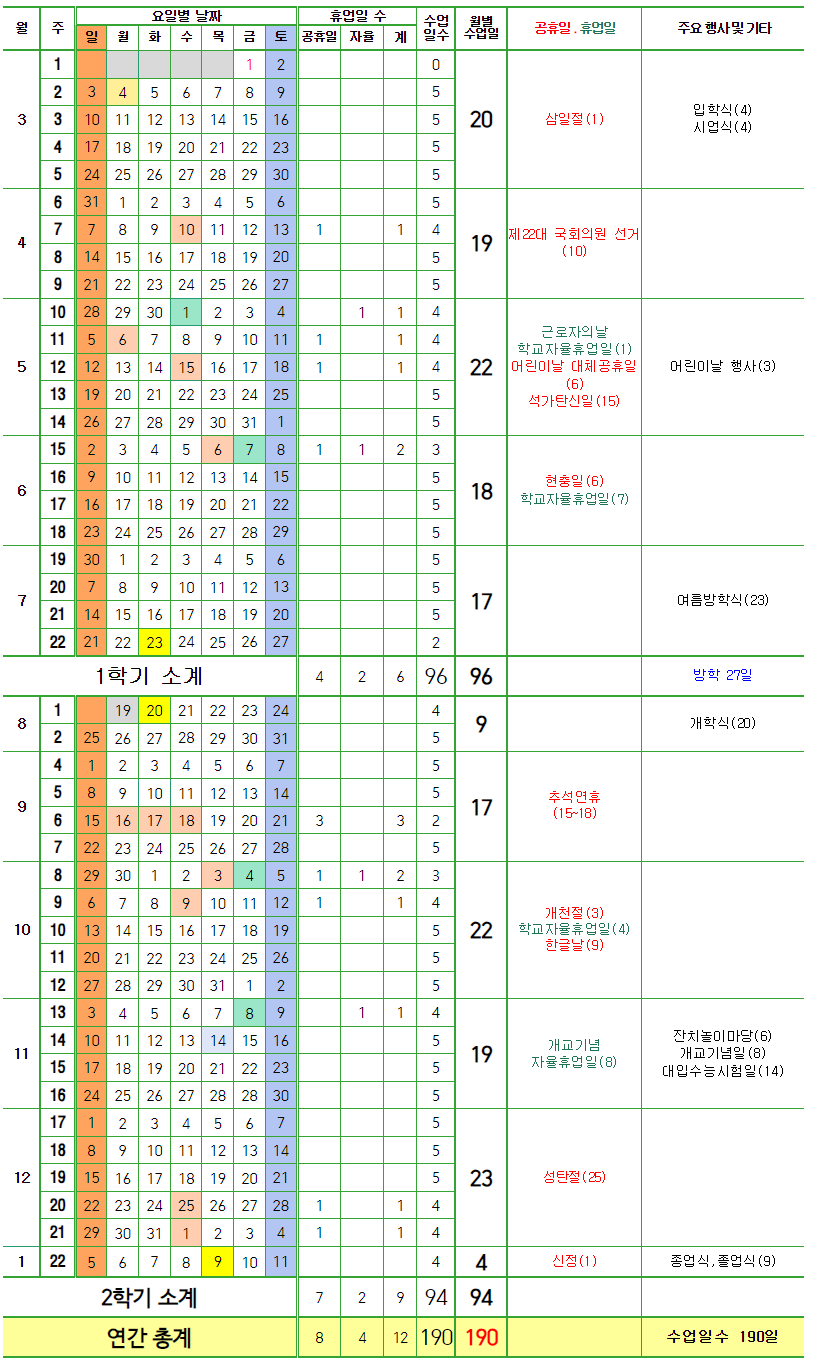 월 주 요일별 날짜 휴업일 수 수업일수 월별수업일 공휴일 . 휴업일 주요 행사 및 기타
일 월 화 수 목 금 토 공휴일 자율 계
3
1 1 2 0
2 3 4 5 6 7 8 9 5
3 10 11 12 13 14 15 16 5
4 17 18 19 20 21 22 23 5
5 24 25 26 27 28 29 30 5
20
삼일절(1)
입학식(4)
시업식(4)
4
6 31 1 2 3 4 5 6 5
7 7 8 9 10 11 12 13 1 1 4
8 14 15 16 17 18 19 20 5
9 21 22 23 24 25 26 27 5
19
제22대 국회의원 선거
(10)
5
10 28 29 30 1 2 3 4 1 1 4
11 5 6 7 8 9 10 11 1 1 4
12 12 13 14 15 16 17 18 1 1 4
13 19 20 21 22 23 24 25 5
14 26 27 28 29 30 31 1 5
22
근로자의날
학교자율휴업일(1)
어린이날 대체공휴일
(6)
석가탄신일(15)
어린이날 행사(3)
6
15 2 3 4 5 6 7 8 1 1 2 3
16 9 10 11 12 13 14 15 5
17 16 17 18 19 20 21 22 5
18 23 24 25 26 27 28 29 5
18
현충일(6)
학교자율휴업일(7)
7
19 30 1 2 3 4 5 6 5
20 7 8 9 10 11 12 13 5
21 14 15 16 17 18 19 20 5
22 21 22 23 24 25 26 27 2
17
여름방학식(23)
1학기 소계 4 2 6 96 96 방학 27일
8
1 19 20 21 22 23 24 4
2 25 26 27 28 29 30 31 5
9
개학식(20)
9
4 1 2 3 4 5 6 7 5
5 8 9 10 11 12 13 14 5
6 15 16 17 18 19 20 21 3 3 2
7 22 23 24 25 26 27 28 5
17
추석연휴
(15~18)
10
8 29 30 1 2 3 4 5 1 1 2 3
9 6 7 8 9 10 11 12 1 1 4
10 13 14 15 16 17 18 19 5
11 20 21 22 23 24 25 26 5
12 27 28 29 30 31 1 2 5
22
개천절(3)
학교자율휴업일(4)
한글날(9)
11
13 3 4 5 6 7 8 9 1 1 4
14 10 11 12 13 14 15 16 5
15 17 18 19 20 21 22 23 5
16 24 25 26 27 28 28 30 5
19
개교기념
자율휴업일(8)
잔치놀이마당(6)
개교기념일(8)
대입수능시험일(14)
12
17 1 2 3 4 5 6 7 5
18 8 9 10 11 12 13 14 5
19 15 16 17 18 19 20 21 5
20 22 23 24 25 26 27 28 1 1 4
21 29 30 31 1 2 3 4 1 1 4
23
성탄절(25)
1 22 5 6 7 8 9 10 11 4 4 신정(1) 종업식,졸업식(9)
2학기 소계 7 2 9 94 94
연간 총계 8 4 12 190 190 수업일수 190일